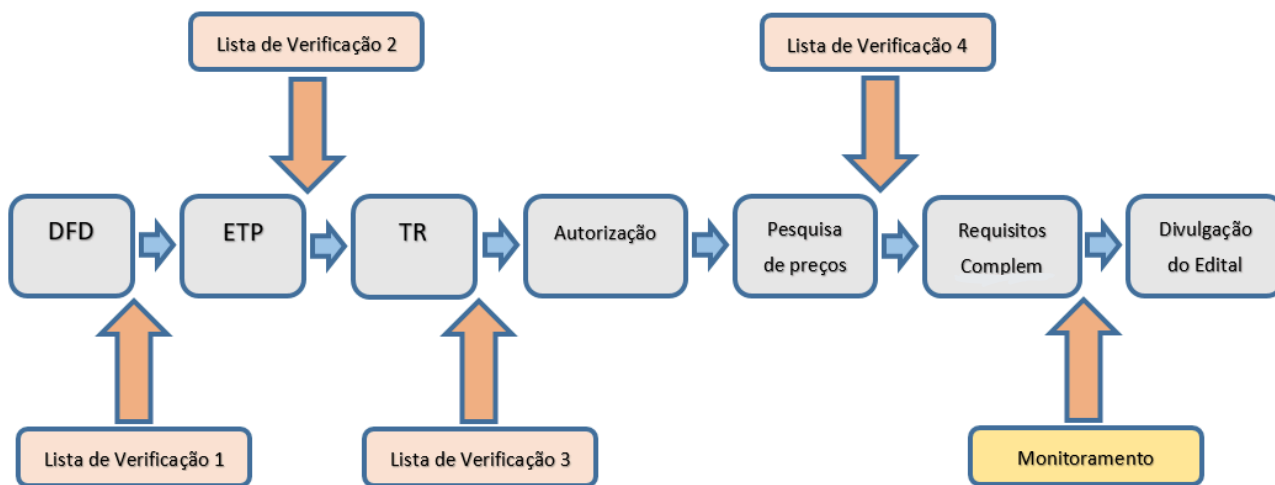 Lista de Verificação 2
Lista de Verificação 4
DFD
ETP
TR
Autorização
Pesquisa
de preços
Requisitos
Complem
Divulgação
do Edital
Lista de Verificação 1
Lista de Verificação 3
Monitoramento